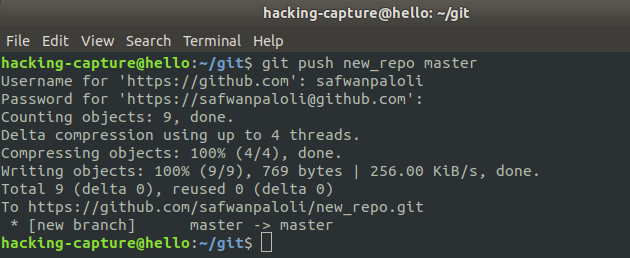 hacking-capture@hello: ~/git
File Edit View Search Terminal Help
hacking-capture@hello:~/git$ git push new_repo master
Username for 'https://github.com': safwanpaloli
Password for 'https://safwanpaloli@github.com':
Counting objects: 9, done.
Delta compression using up to 4 threads.
Compressing objects: 100% (4/4), done.
Writing objects: 100% (9/9), 769 bytes | 256.00 KiB/s, done.
Total 9 (delta 0), reused 0 (delta 0)
To https://github.com/safwanpaloli/new_repo.git
 * [new branch]      master -> master
hacking-capture@hello:~/git$